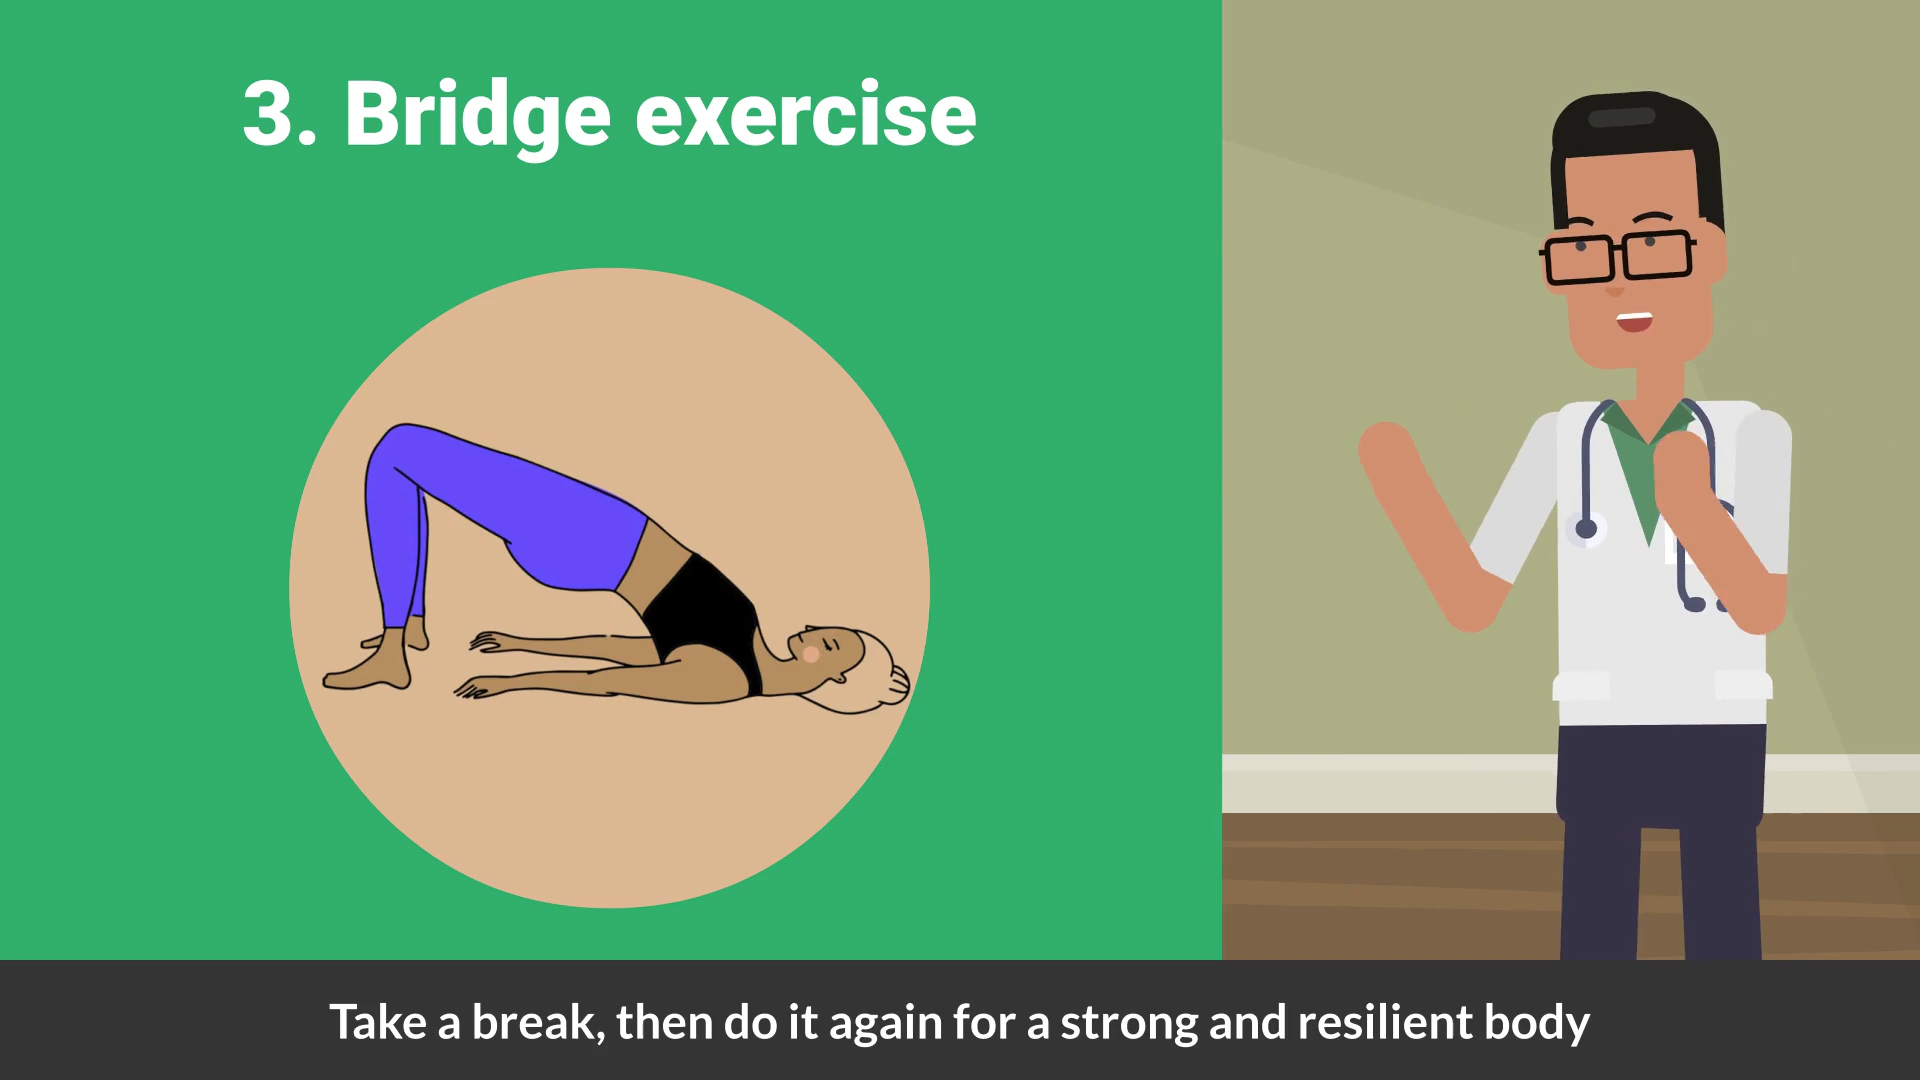 3. Bridge exercise
Take a break, then do it again for a strong and resilient body